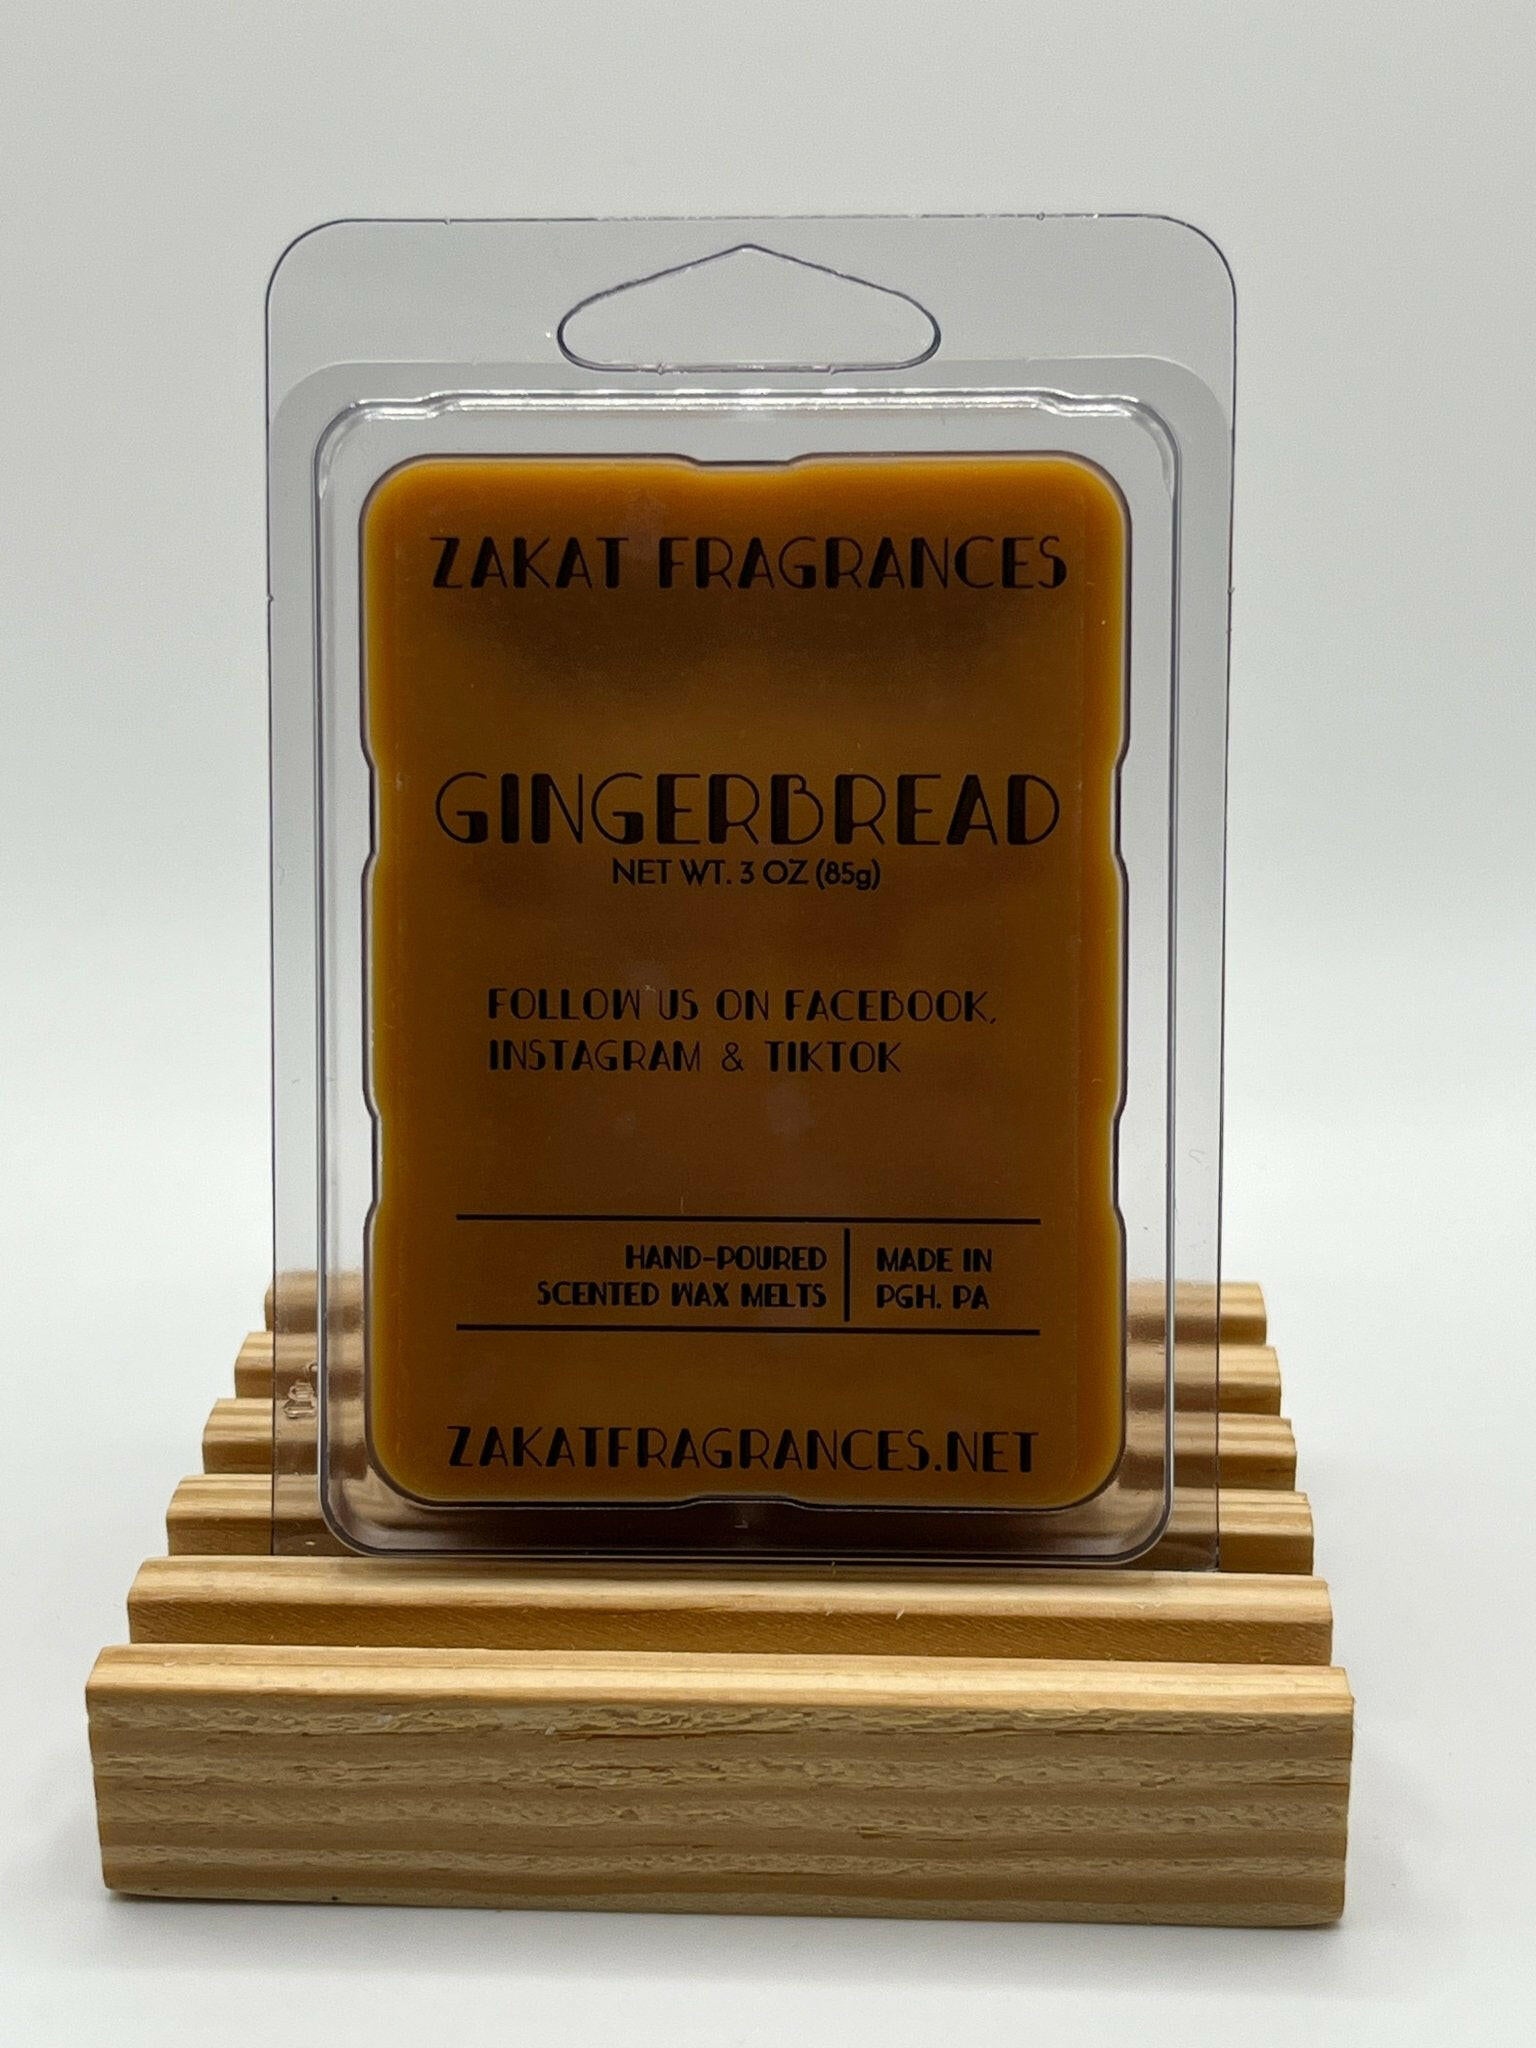 ZAKAT FRAGRANCES
GINGERBREAD
NET WT. 3 OZ (85g)
FOLLOW US ON FACEBOOK,
INSTAGRAM & TIKTOK
HAND-POURED
SCENTED WAX MELTS
MADE IN
PGH. PA
ZAKATFRAGRANCES.NET